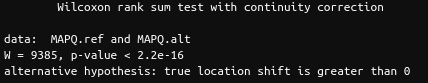 Wilcoxon rank sum test with continuity correction
data:  MAPQ.ref and MAPQ.alt
W = 9385, p-value < 2.2e-16
alternative hypothesis: true location shift is greater than 0